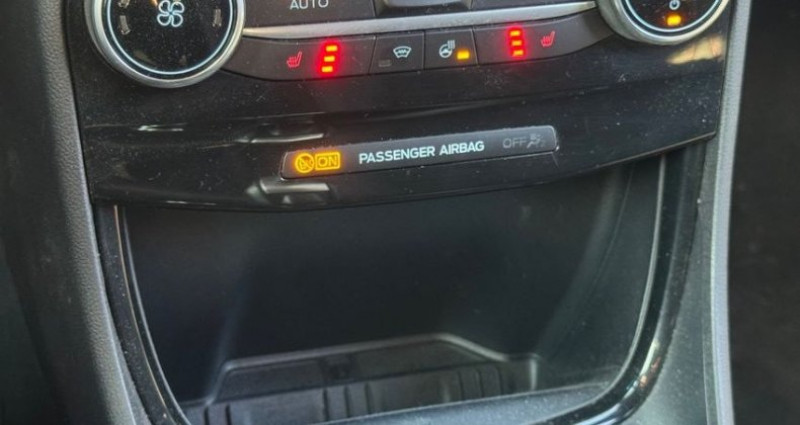 AUTO
ON PASSENGER AIRBAG OFF